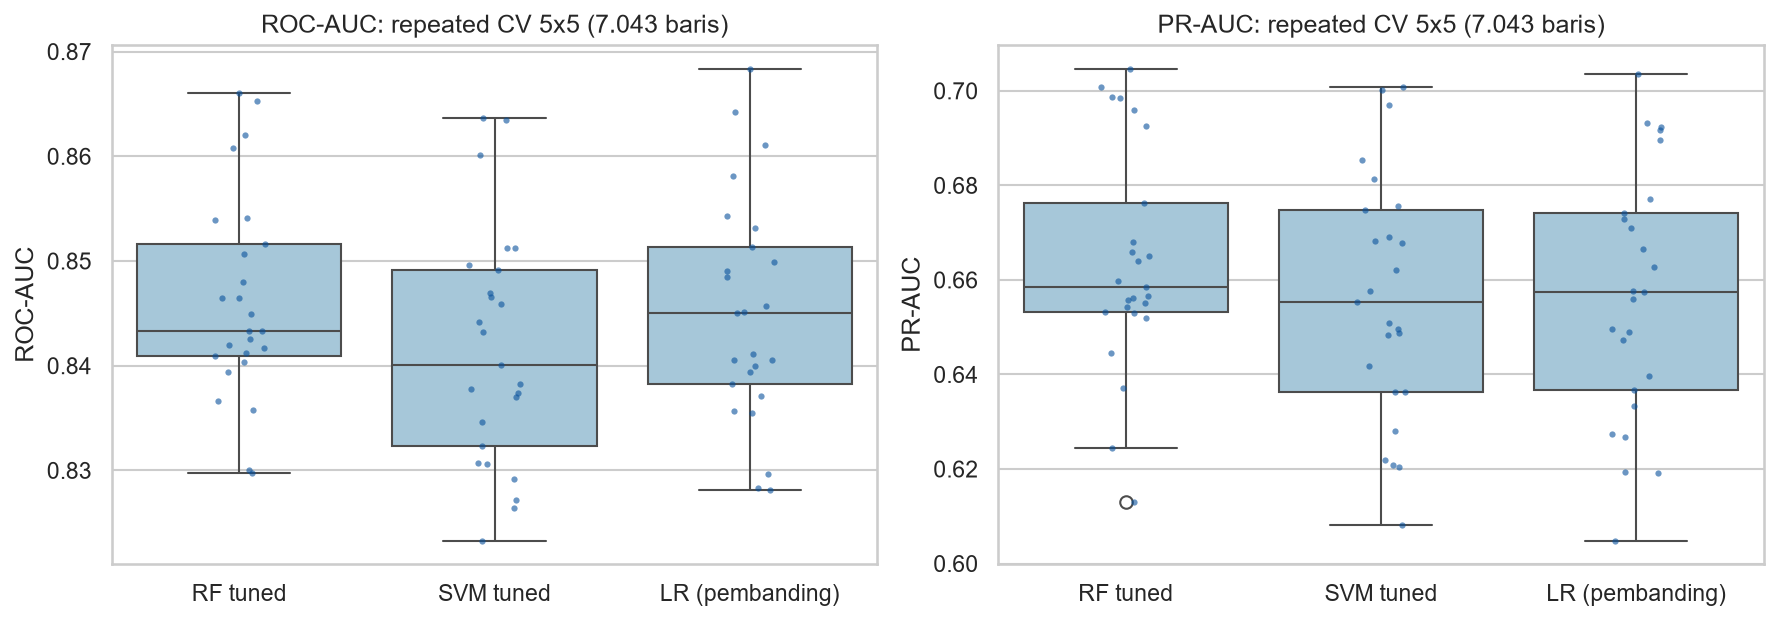 ROC-AUC: repeated CV 5x5 (7.043 baris)
ROC-AUC
0.87
0.86
0.85
0.84
0.83
RF tuned
SVM tuned
LR (pembanding)
PR-AUC: repeated CV 5x5 (7.043 baris)
PR-AUC
0.70
0.68
0.66
0.64
0.62
0.60
RF tuned
SVM tuned
LR (pembanding)